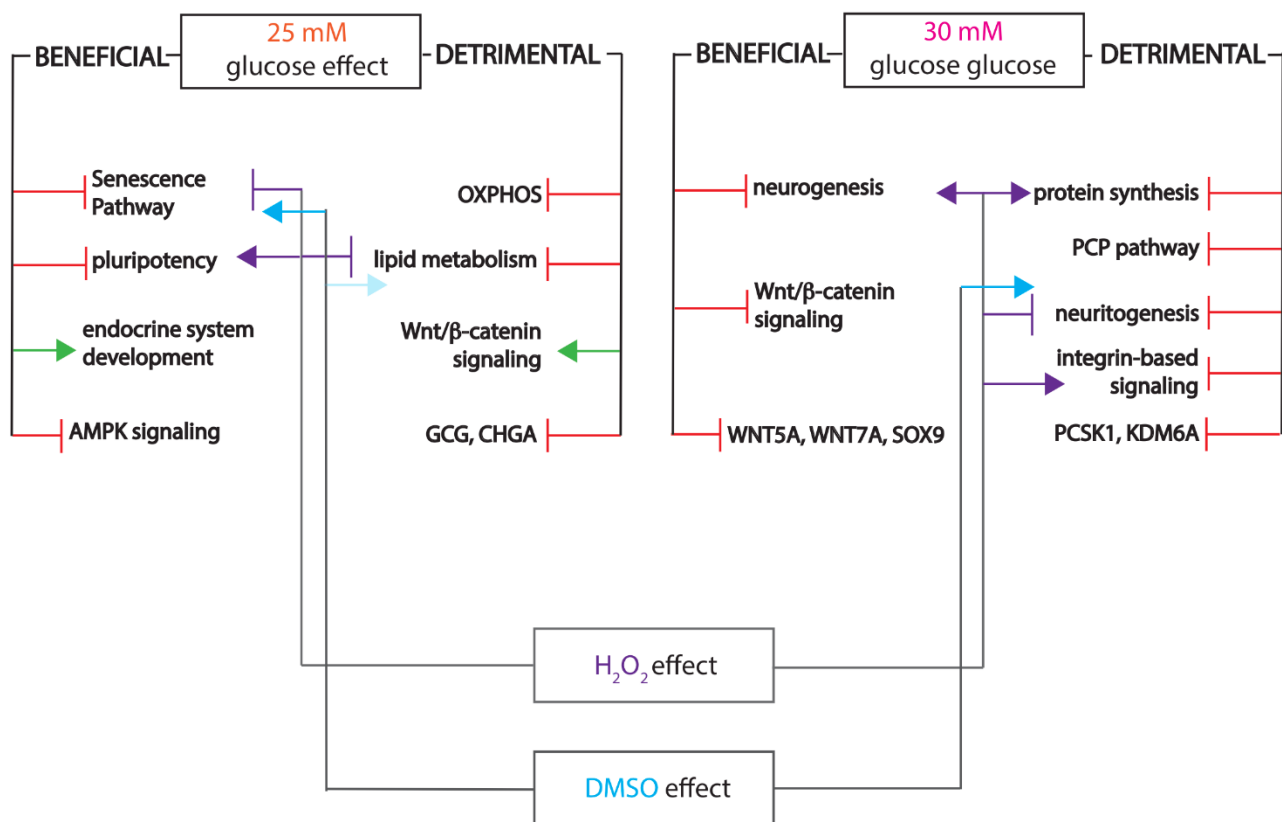 25 mM
glucose effect
BENEFICIAL
DETRIMENTAL
Senescence
Pathway
pluripotency
endocrine system
development
AMPK signaling
OXPHOS
lipid metabolism
Wnt/β-catenin
signaling
GCG, CHGA
30 mM
glucose glucose
BENEFICIAL
DETRIMENTAL
neurogenesis
Wnt/β-catenin
signaling
WNT5A, WNT7A, SOX9
protein synthesis
PCP pathway
neuritogenesis
integrin-based
signaling
PCSK1, KDM6A
H₂O₂ effect
DMSO effect